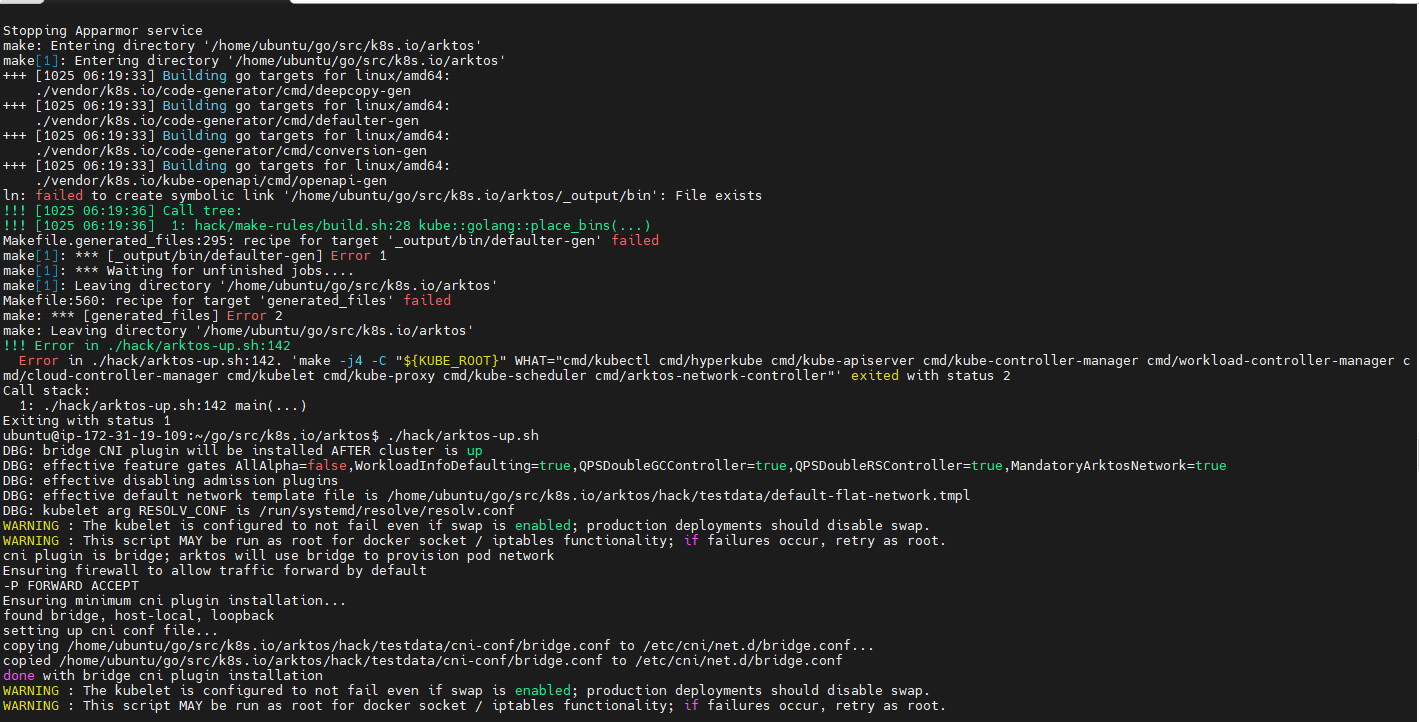 Stopping Apparmor service
make: Entering directory '/home/ubuntu/go/src/k8s.io/arktos'
make[1]: Entering directory '/home/ubuntu/go/src/k8s.io/arktos'
+++ [1025 06:19:33] Building go targets for linux/amd64:
    ./vendor/k8s.io/code-generator/cmd/deepcopy-gen
+++ [1025 06:19:33] Building go targets for linux/amd64:
    ./vendor/k8s.io/code-generator/cmd/defaulter-gen
+++ [1025 06:19:33] Building go targets for linux/amd64:
    ./vendor/k8s.io/code-generator/cmd/conversion-gen
+++ [1025 06:19:33] Building go targets for linux/amd64:
    ./vendor/k8s.io/kube-openapi/cmd/openapi-gen
ln: failed to create symbolic link '/home/ubuntu/go/src/k8s.io/arktos/_output/bin': File exists
!!! [1025 06:19:36] Call tree:
!!! [1025 06:19:36]  1: hack/make-rules/build.sh:28 kube::golang::place_bins(...)
Makefile.generated_files:295: recipe for target '_output/bin/defaulter-gen' failed
make[1]: *** [_output/bin/defaulter-gen] Error 1
make[1]: *** Waiting for unfinished jobs....
make[1]: Leaving directory '/home/ubuntu/go/src/k8s.io/arktos'
Makefile:560: recipe for target 'generated_files' failed
make: *** [generated_files] Error 2
make: Leaving directory '/home/ubuntu/go/src/k8s.io/arktos'
!!! Error in ./hack/arktos-up.sh:142
  Error in ./hack/arktos-up.sh:142. 'make -j4 -C "${KUBE_ROOT}" WHAT="cmd/kubectl cmd/hyperkube cmd/kube-apiserver cmd/kube-controller-manager cmd/workload-controller-manager c
md/cloud-controller-manager cmd/kubelet cmd/kube-proxy cmd/kube-scheduler cmd/arktos-network-controller"' exited with status 2
Call stack:
  1: ./hack/arktos-up.sh:142 main(...)
Exiting with status 1
ubuntu@ip-172-31-19-109:~/go/src/k8s.io/arktos$ ./hack/arktos-up.sh
DBG: bridge CNI plugin will be installed AFTER cluster is up
DBG: effective feature gates AllAlpha=false,WorkloadInfoDefaulting=true,QPSDoubleGCController=true,QPSDoubleRSController=true,MandatoryArktosNetwork=true
DBG: effective disabling admission plugins
DBG: effective default network template file is /home/ubuntu/go/src/k8s.io/arktos/hack/testdata/default-flat-network.tmpl
DBG: kubelet arg RESOLV_CONF is /run/systemd/resolve/resolv.conf
WARNING : The kubelet is configured to not fail even if swap is enabled; production deployments should disable swap.
WARNING : This script MAY be run as root for docker socket / iptables functionality; if failures occur, retry as root.
cni plugin is bridge; arktos will use bridge to provision pod network
Ensuring firewall to allow traffic forward by default
-P FORWARD ACCEPT
Ensuring minimum cni plugin installation...
found bridge, host-local, loopback
setting up cni conf file...
copying /home/ubuntu/go/src/k8s.io/arktos/hack/testdata/cni-conf/bridge.conf to /etc/cni/net.d/bridge.conf...
copied /home/ubuntu/go/src/k8s.io/arktos/hack/testdata/cni-conf/bridge.conf to /etc/cni/net.d/bridge.conf
done with bridge cni plugin installation
WARNING : The kubelet is configured to not fail even if swap is enabled; production deployments should disable swap.
WARNING : This script MAY be run as root for docker socket / iptables functionality; if failures occur, retry as root.